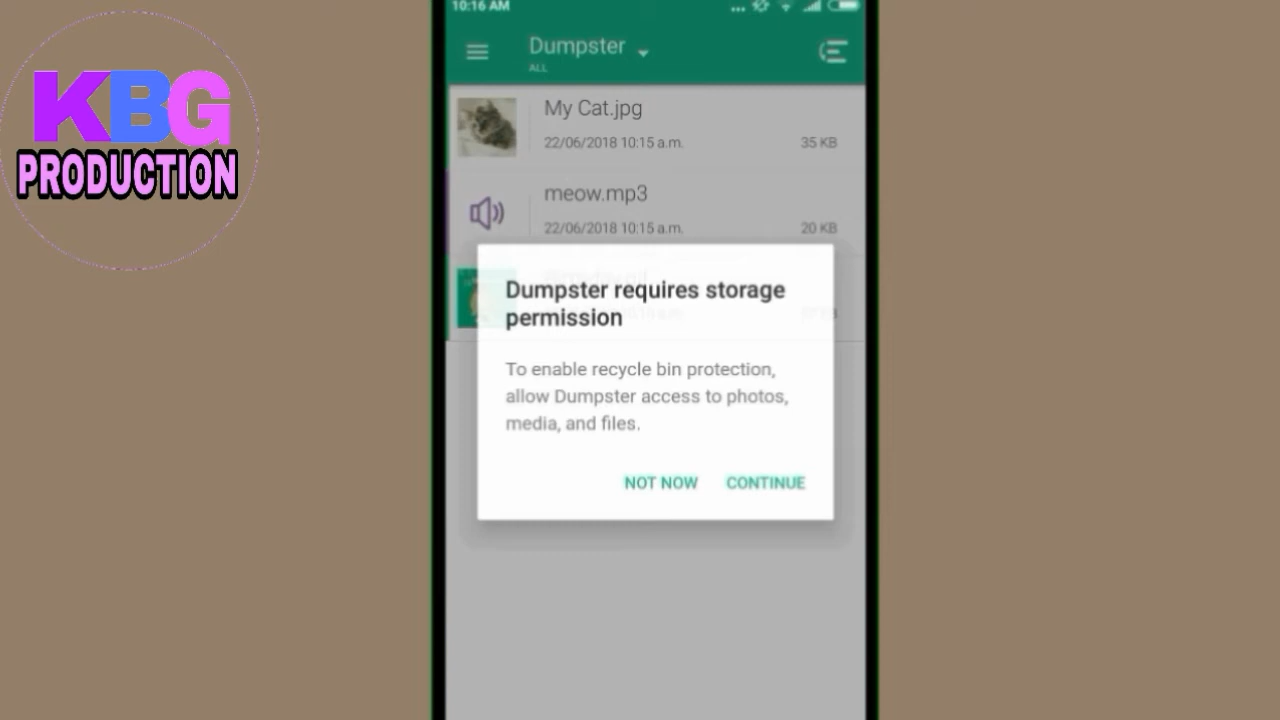 KBG
PRODUCTION
10:16 AM
Dumpster
ALL
My Cat.jpg
22/06/2018 10:15 a.m.
35 KB
meow.mp3
22/06/2018 10:15 a.m.
20 KB
Dumpster requires storage
permission
To enable recycle bin protection,
allow Dumpster access to photos,
media, and files.
NOT NOW
CONTINUE